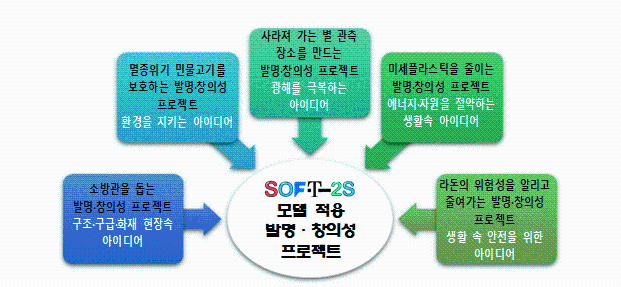 사라져 가는 별 관측
장소를 만드는
발명·창의성 프로젝트
광해를 극복하는
아이디어
멸종위기 민물고기를
보호하는 발명·창의성
프로젝트
환경을 지키는 아이디어
미세플라스틱을 줄이는
발명·창의성 프로젝트
에너지·자원을 절약하는
생활속 아이디어
소방관을 돕는
발명·창의성 프로젝트
구조·구급·화재 현장속
아이디어
라돈의 위험성을 알리고
줄여가는 발명·창의성
프로젝트
생활 속 안전을 위한
아이디어
SOFT-2S
모델 적용
발명·창의성
프로젝트